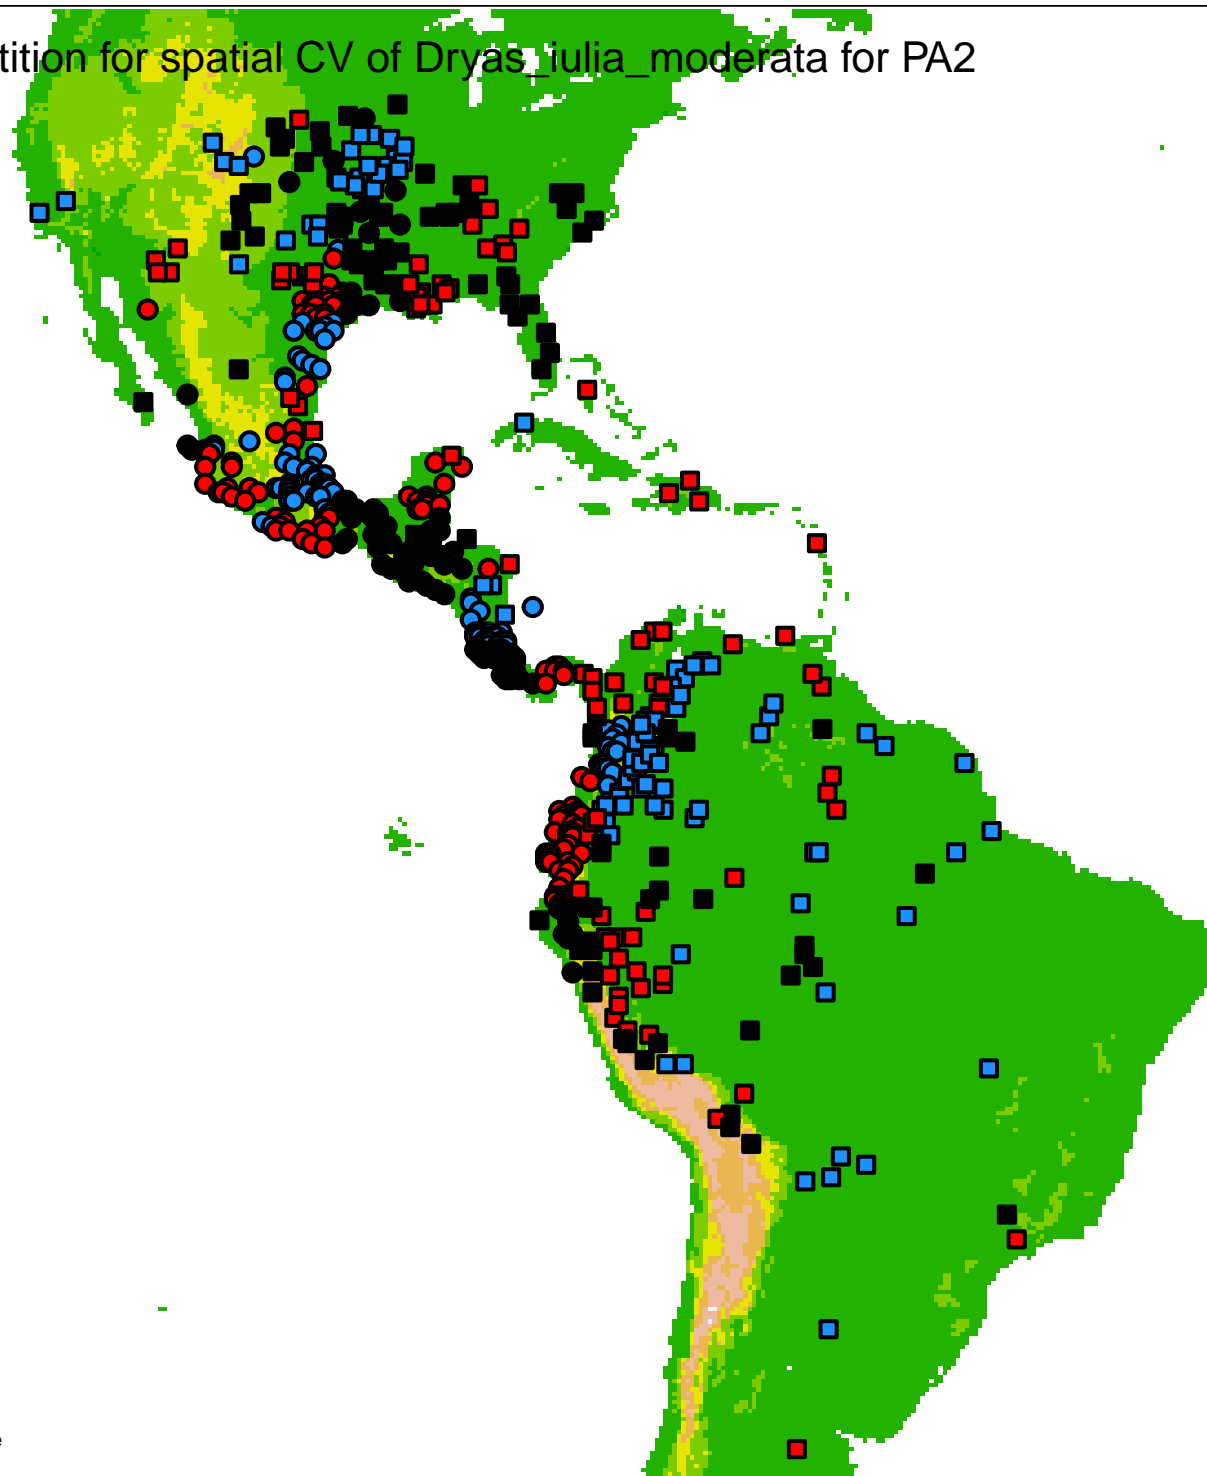 tition for spatial CV of Dryas_iulia_moderata for PA2